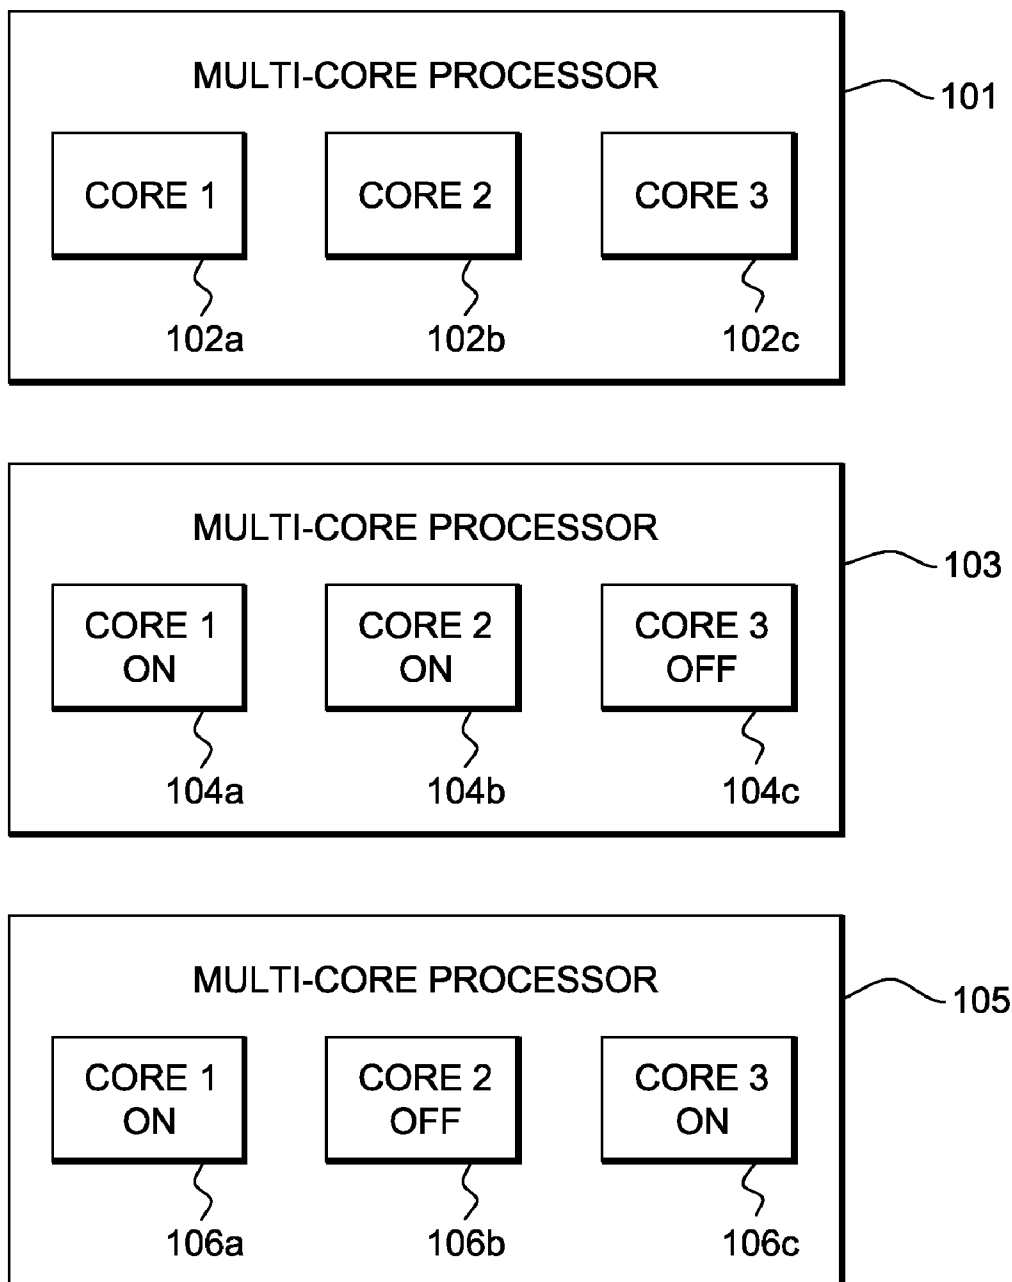 MULTI-CORE PROCESSOR
101
CORE 1
CORE 2
CORE 3
102a
102b
102c
MULTI-CORE PROCESSOR
103
CORE 1
ON
CORE 2
ON
CORE 3
OFF
104a
104b
104c
MULTI-CORE PROCESSOR
105
CORE 1
ON
CORE 2
OFF
CORE 3
ON
106a
106b
106c